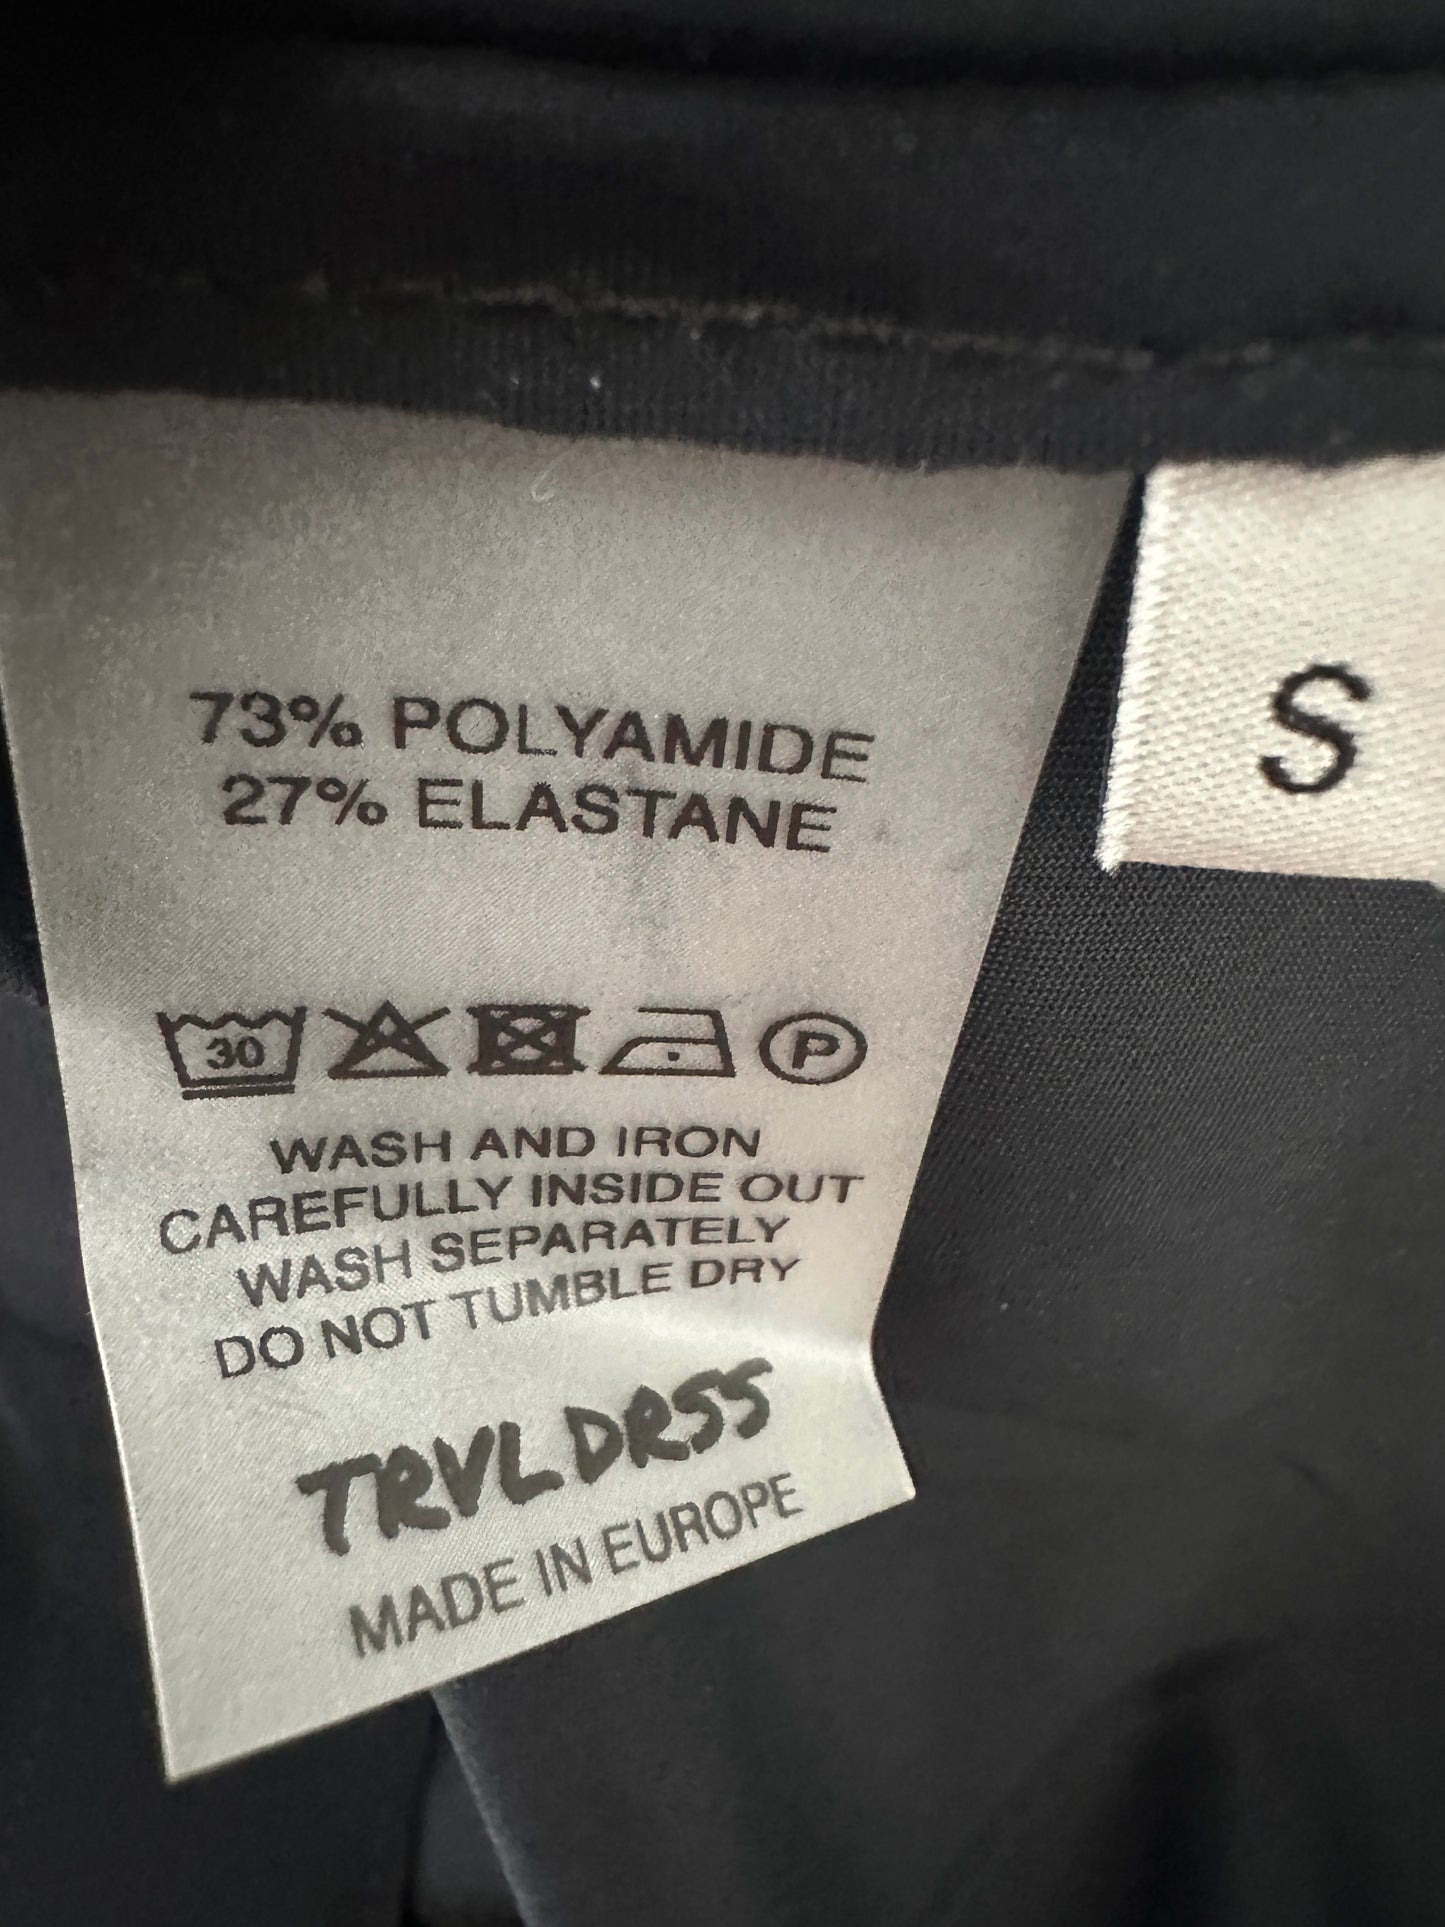 73% POLYAMIDE
27% ELASTANE
S
30
P
WASH AND IRON
CAREFULLY INSIDE OUT
WASH SEPARATELY
DO NOT TUMBLE DRY
TRVL DRSS
MADE IN EUROPE